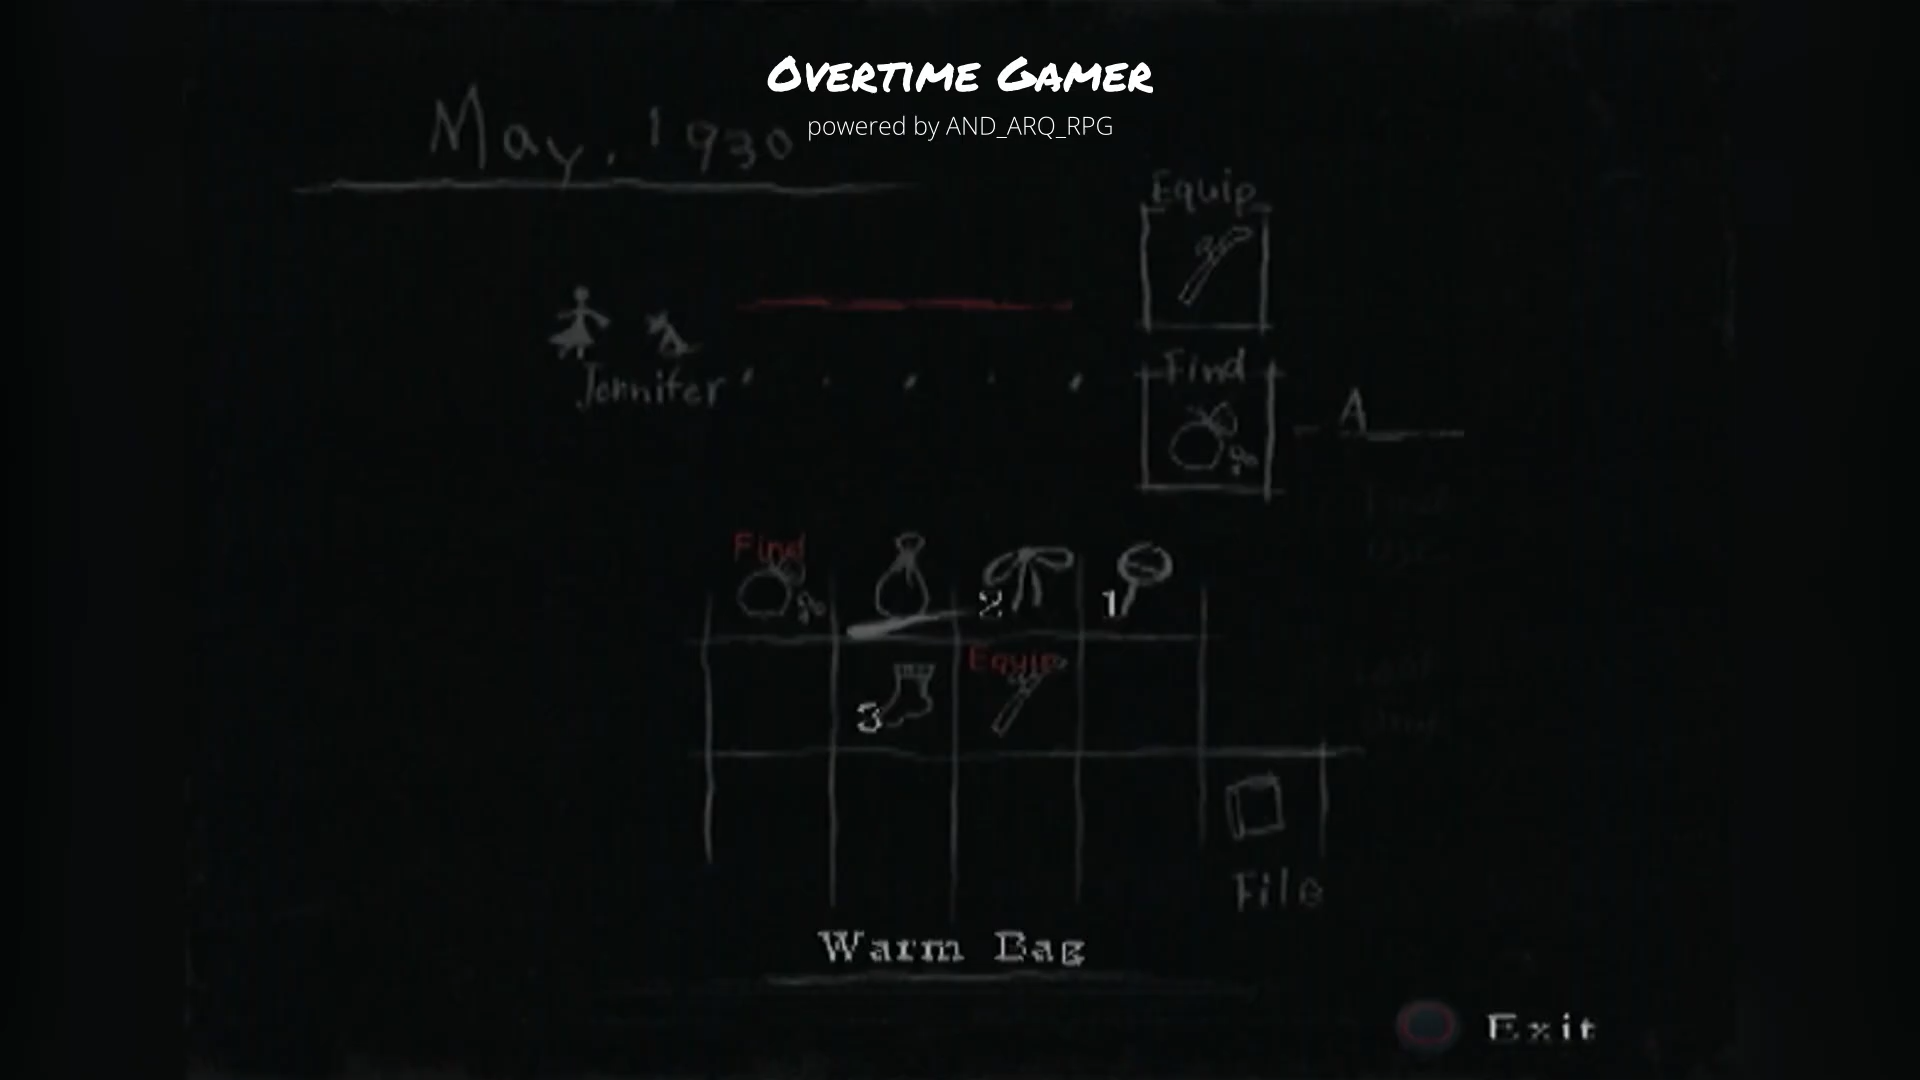 OVERTIME GAMER
powered by AND_ARQ_RPG
May, 1930
Equip
Jennifer
Find
A
Find
2
1
3
Equip
File
Warm Bag
Exit